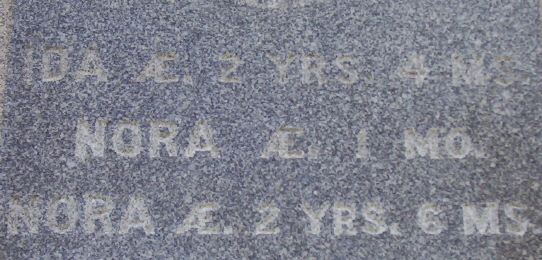 IDA Æ. 2 YRS. 4 MS
NORA Æ. 1 MO.
NORA Æ. 2 YRS. 6 MS.